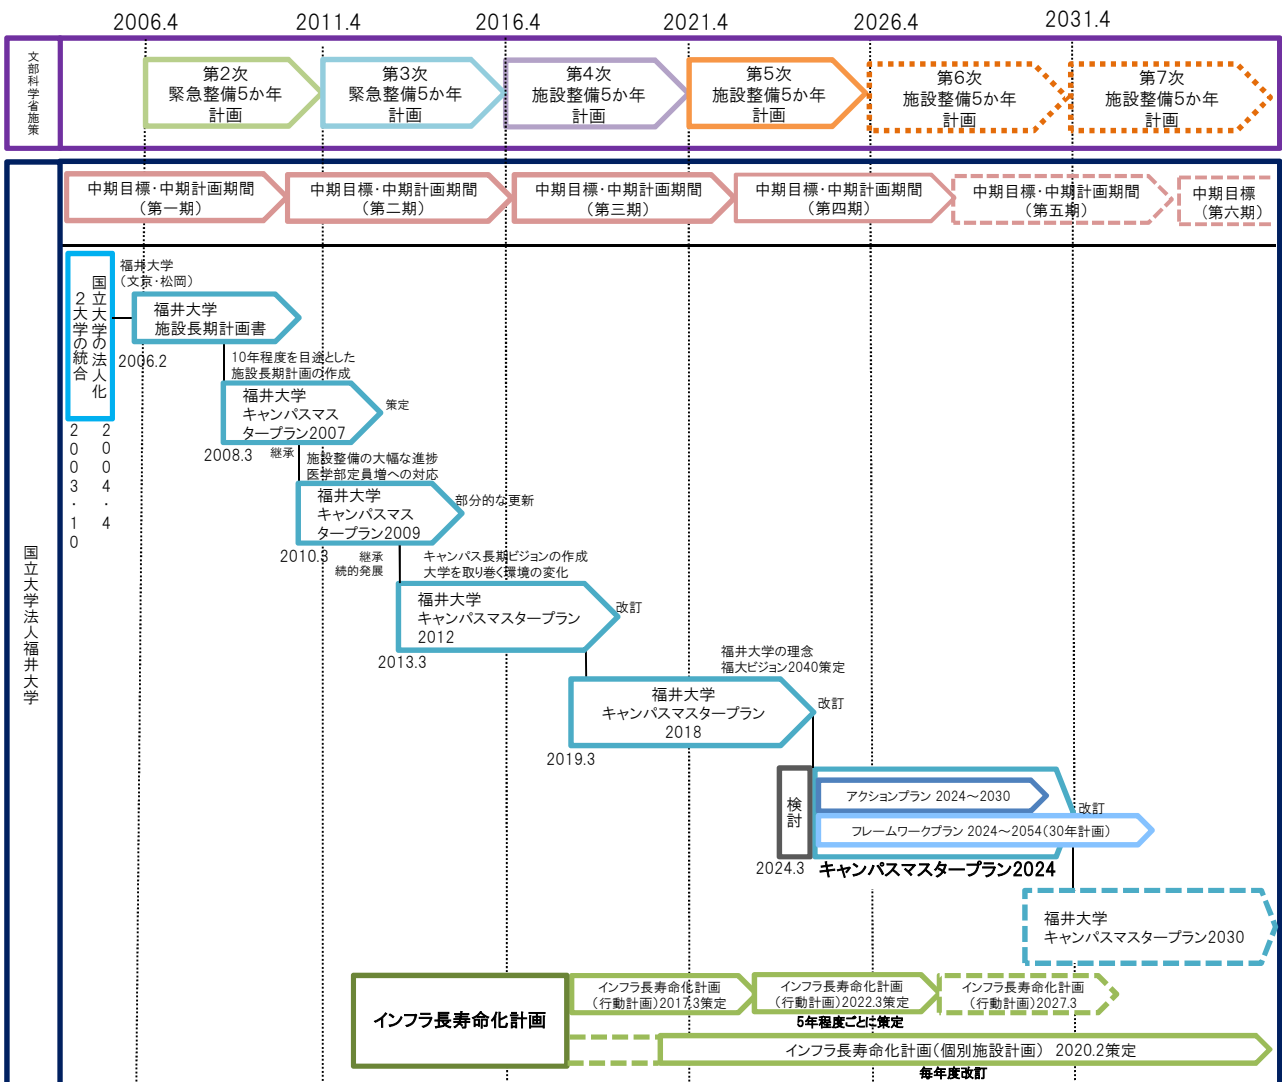 2006.4
2011.4
2016.4
2021.4
2026.4
2031.4
文部科学省施策
第2次
緊急整備5か年
計画
第3次
緊急整備5か年
計画
第4次
施設整備5か年
計画
第5次
施設整備5か年
計画
第6次
施設整備5か年
計画
第7次
施設整備5か年
計画
国立大学法人福井大学
中期目標・中期計画期間
(第一期)
中期目標・中期計画期間
(第二期)
中期目標・中期計画期間
(第三期)
中期目標・中期計画期間
(第四期)
中期目標・中期計画期間
(第五期)
中期目標
(第六期)
国立大学の法人化
2大学の統合
2004.4
2003.10
福井大学
(文京・松岡)
福井大学
施設長期計画書
2006.2
10年程度を目途とした
施設長期計画の作成
福井大学
キャンパスマス
タープラン2007
策定
2008.3
継承
施設整備の大幅な進捗
医学部定員増への対応
福井大学
キャンパスマス
タープラン2009
部分的な更新
2010.3
継承
続的発展
キャンパス長期ビジョンの作成
大学を取り巻く環境の変化
福井大学
キャンパスマスタープラン
2012
改訂
2013.3
福井大学の理念
福大ビジョン2040策定
福井大学
キャンパスマスタープラン
2018
改訂
2019.3
検討
アクションプラン 2024～2030
フレームワークプラン 2024～2054(30年計画)
改訂
2024.3
キャンパスマスタープラン2024
福井大学
キャンパスマスタープラン2030
インフラ長寿命化計画
インフラ長寿命化計画
(行動計画)2017.3策定
インフラ長寿命化計画
(行動計画)2022.3策定
インフラ長寿命化計画
(行動計画)2027.3
5年程度ごとに策定
インフラ長寿命化計画(個別施設計画) 2020.2策定
毎年度改訂